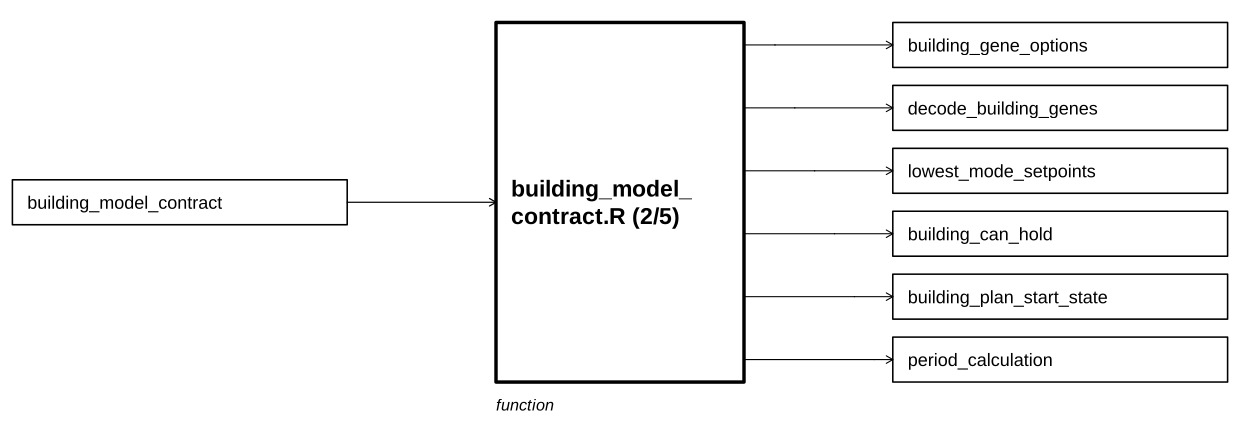 building_model_contract
building_model_
contract.R (2/5)
function
building_gene_options
decode_building_genes
lowest_mode_setpoints
building_can_hold
building_plan_start_state
period_calculation